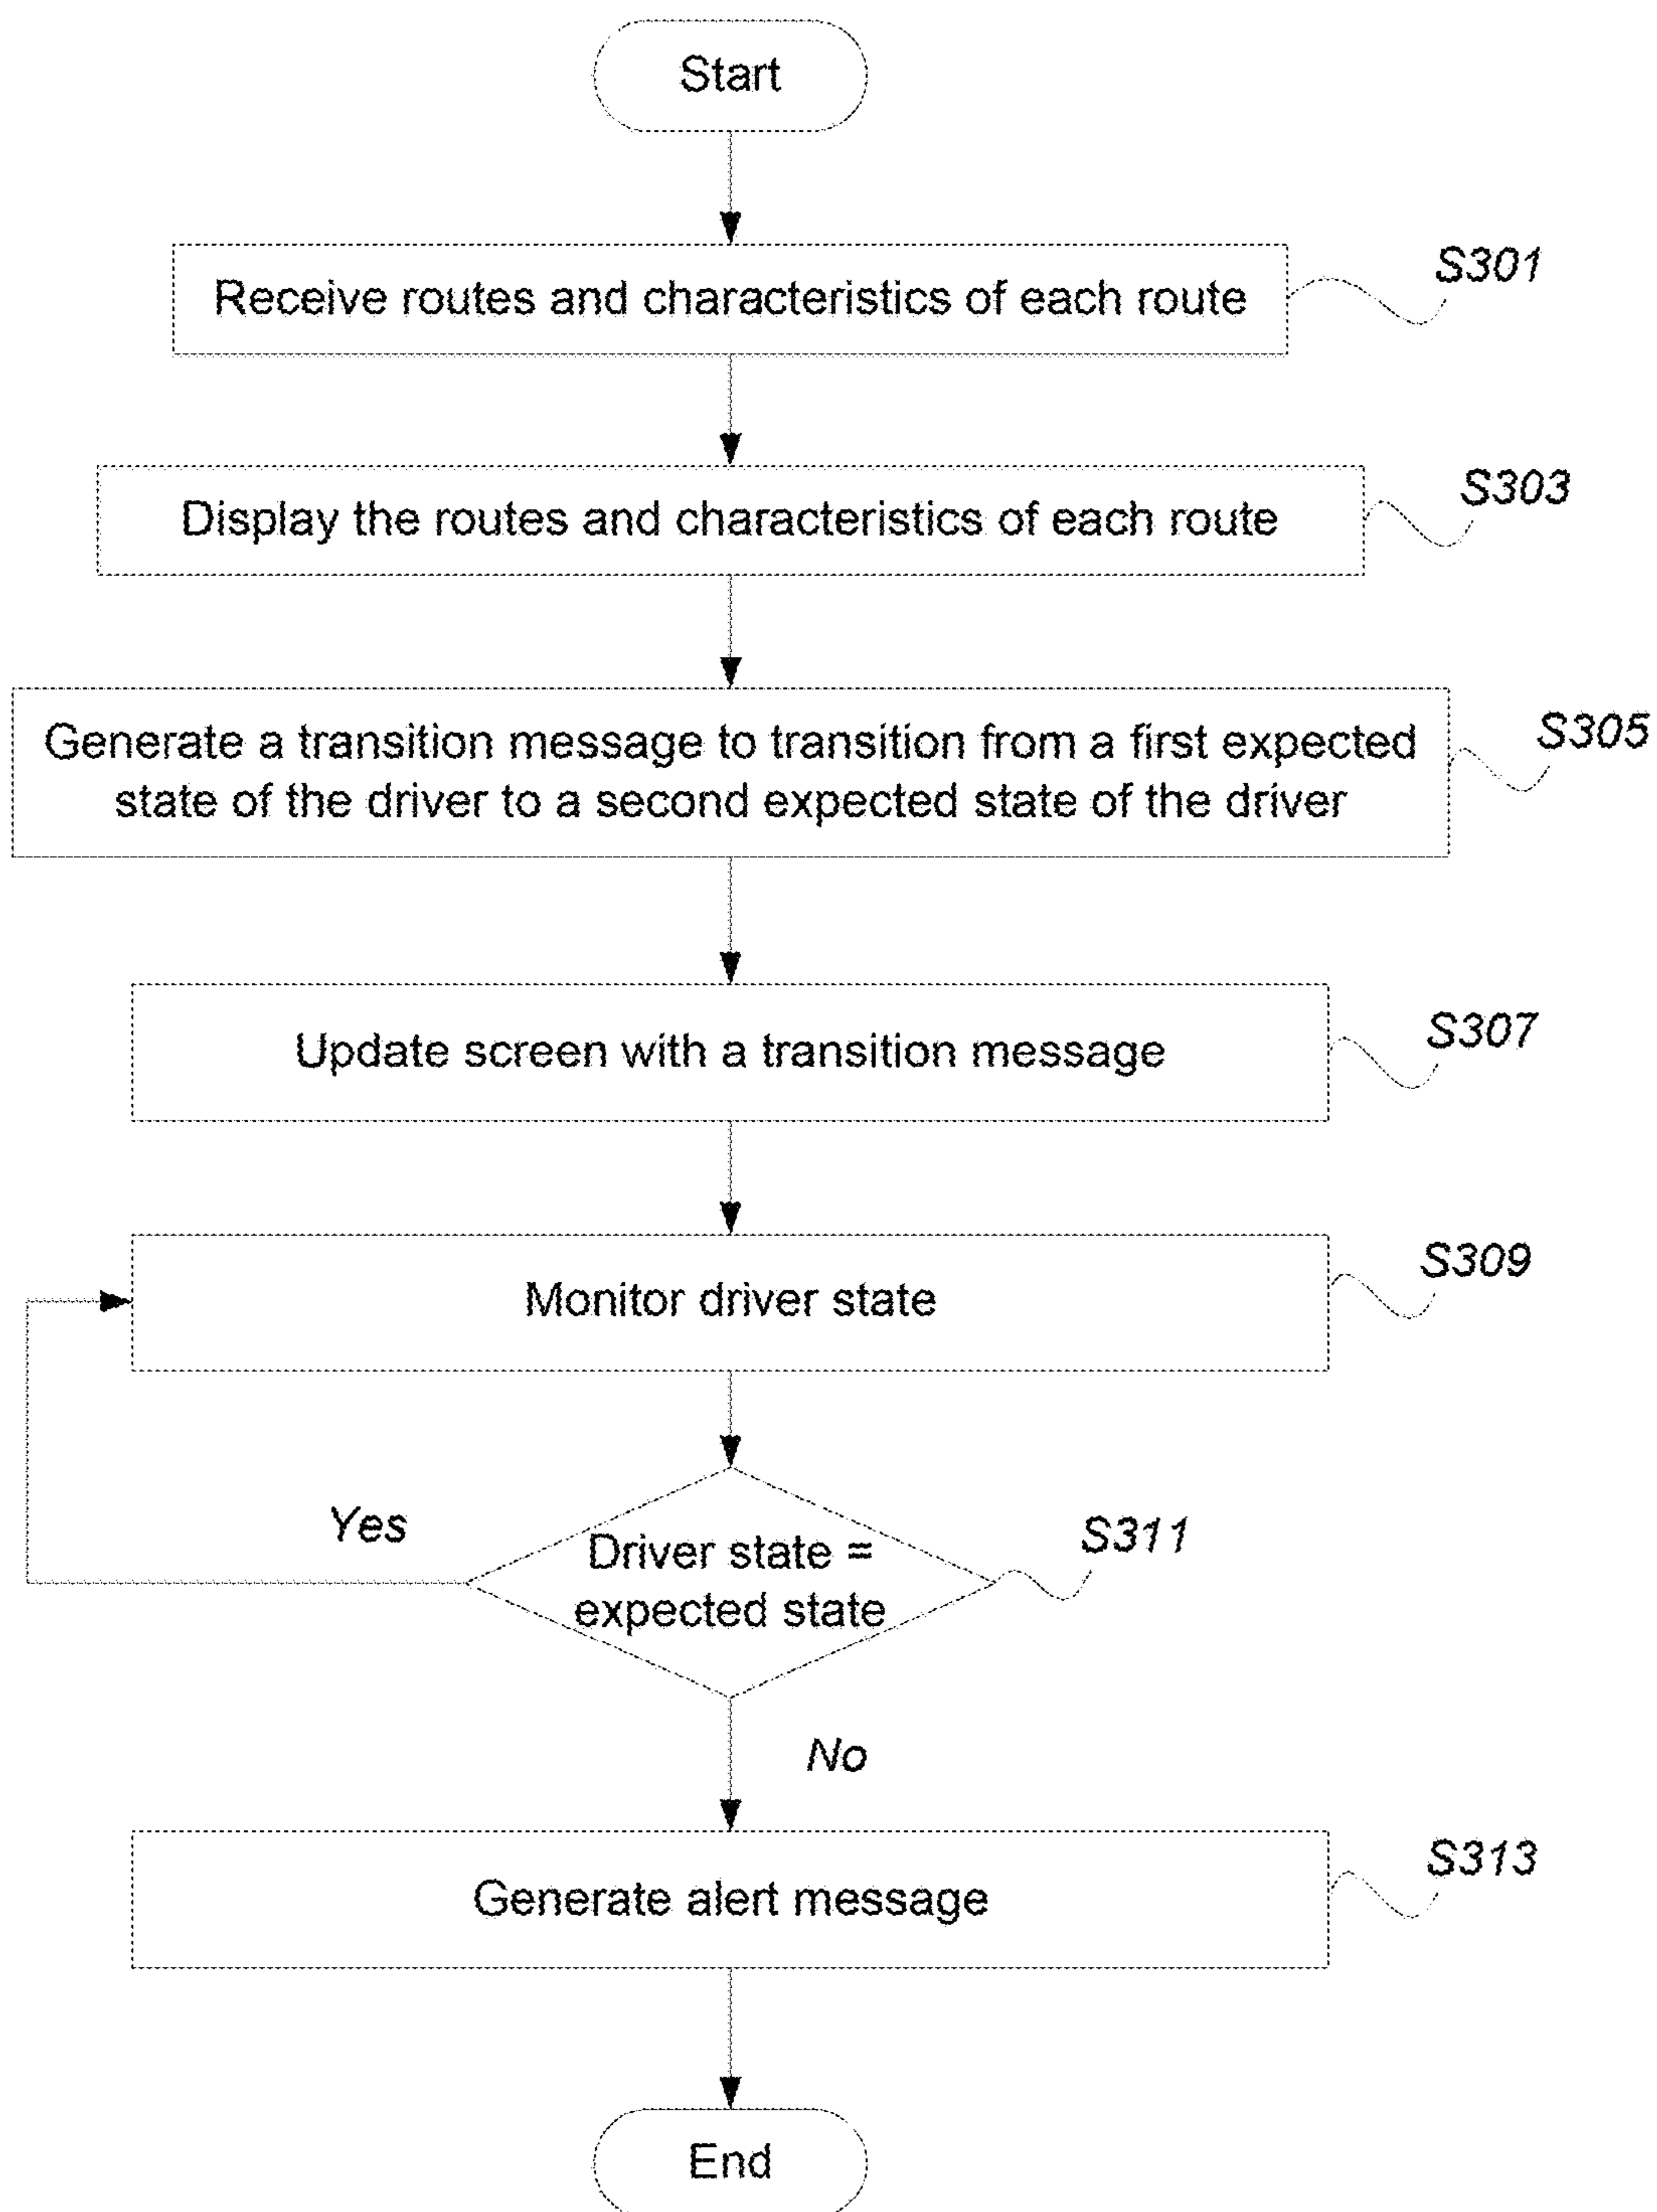 Start
Receive routes and characteristics of each route
S301
Display the routes and characteristics of each route
S303
Generate a transition message to transition from a first expected
state of the driver to a second expected state of the driver
S305
Update screen with a transition message
S307
Monitor driver state
S309
Yes
Driver state =
expected state
S311
No
Generate alert message
S313
End